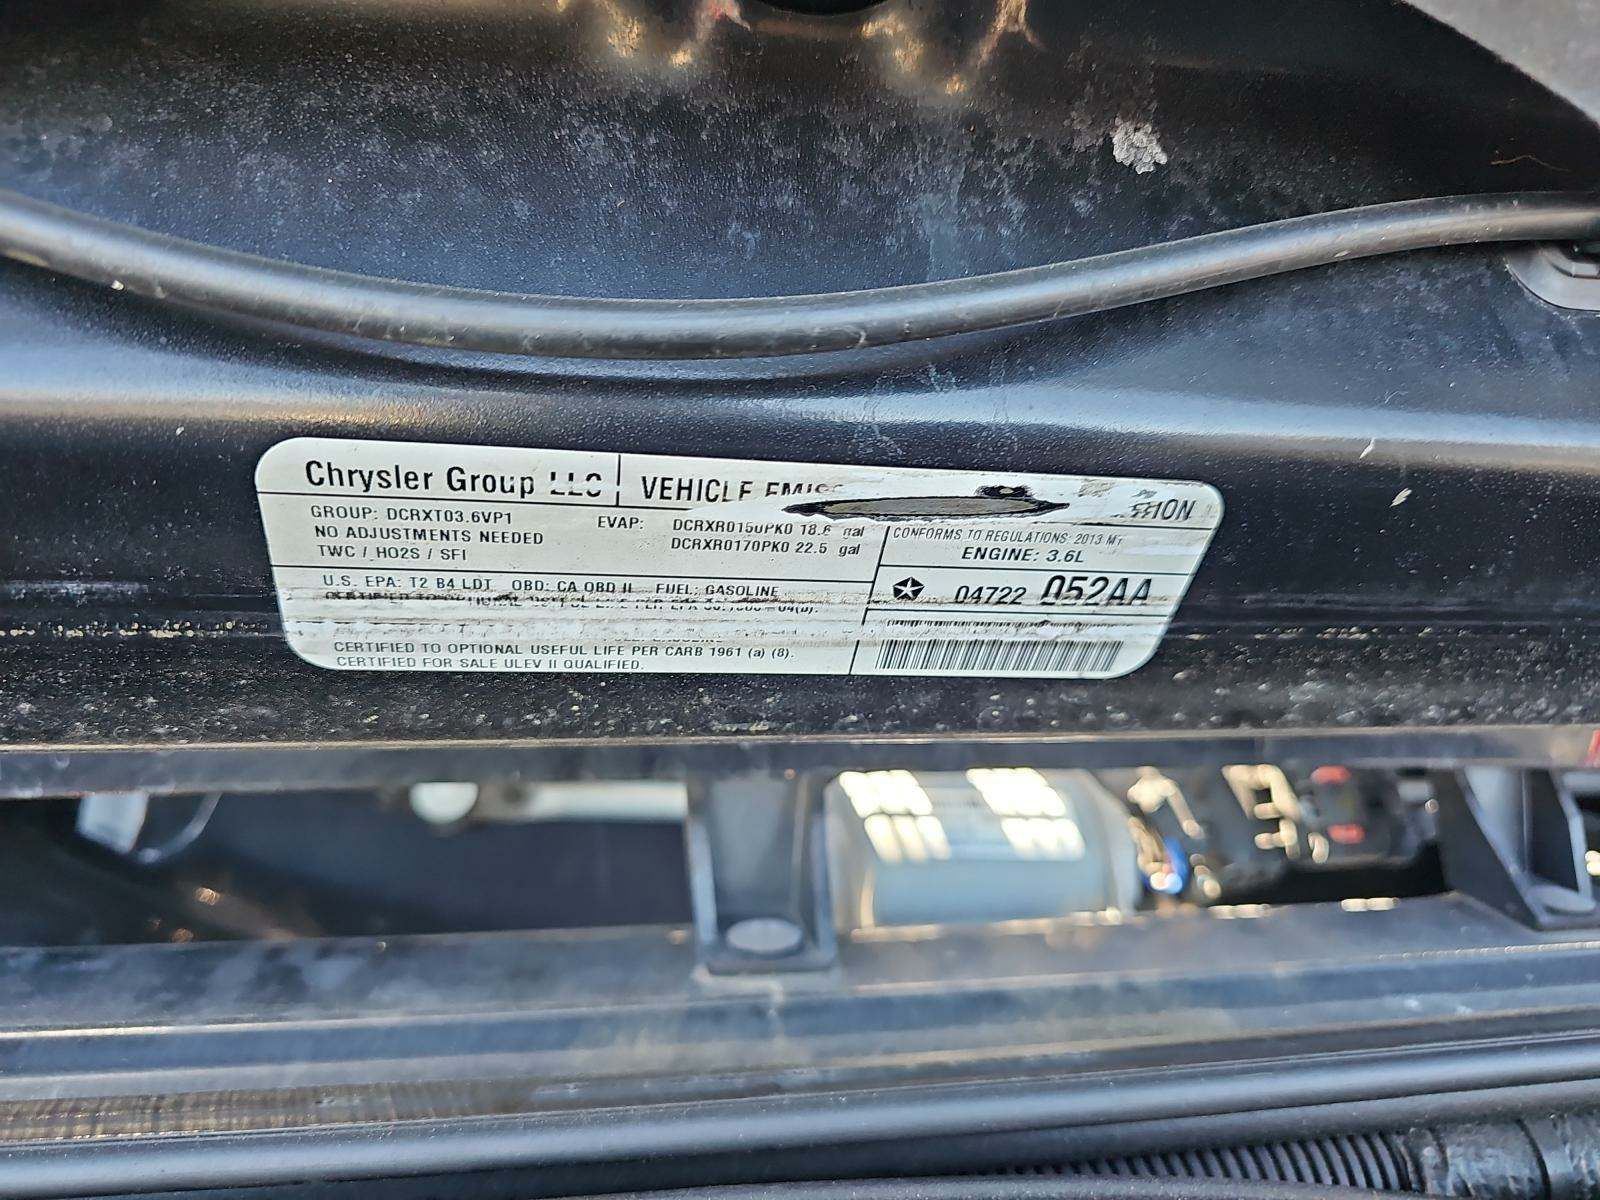 Chrysler Group LLC VEHICLE
GROUP: DCRXT03.6VP1
NO ADJUSTMENTS NEEDED
TWC / HO2S / SFI
EVAP: DCRXR0150PK0 18.6 gal
DCRXR0170PK0 22.5 gal
CONFORMS TO REGULATIONS: 2013 MY
ENGINE: 3.6L
U.S. EPA: T2 B4 LDT OBD: CA OBD II FUEL: GASOLINE
04722 052AA
CERTIFIED TO OPTIONAL USEFUL LIFE PER CARB 1961 (a) (8).
CERTIFIED FOR SALE ULEV II QUALIFIED.